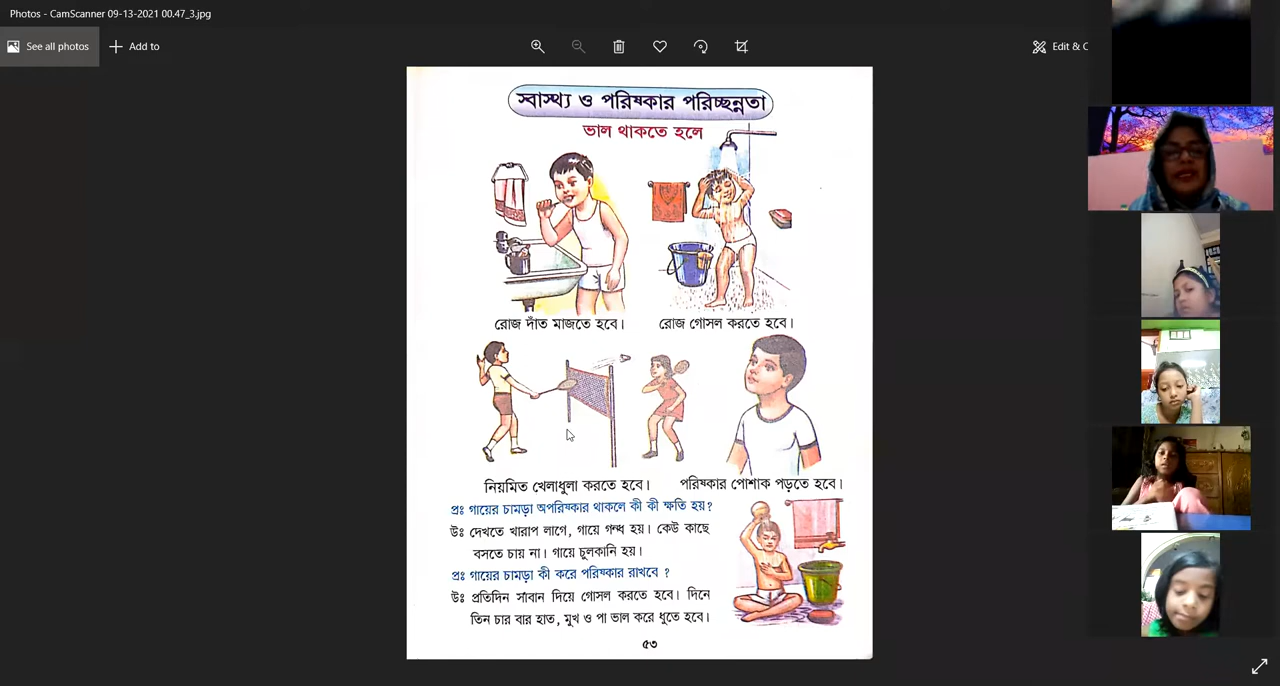 Photos - CamScanner 09-13-2021 00.47_3.jpg
See all photos
Add to
Edit & C
স্বাস্থ্য ও পরিষ্কার পরিচ্ছন্নতা
ভাল থাকতে হলে
রোজ দাঁত মাজতে হবে। রোজ গোসল করতে হবে।
নিয়মিত খেলাধুলা করতে হবে। পরিষ্কার পোশাক পড়তে হবে।
প্রঃ গায়ের চামড়া অপরিষ্কার থাকলে কী কী ক্ষতি হয়?
উঃ দেখতে খারাপ লাগে, গায়ে গন্ধ হয়। কেউ কাছে
বসতে চায় না। গায়ে চুলকানি হয়।
প্রঃ গায়ের চামড়া কী করে পরিষ্কার রাখবে ?
উঃ প্রতিদিন সাবান দিয়ে গোসল করতে হবে। দিনে
তিন চার বার হাত, মুখ ও পা ভাল করে ধুতে হবে।
৫৩